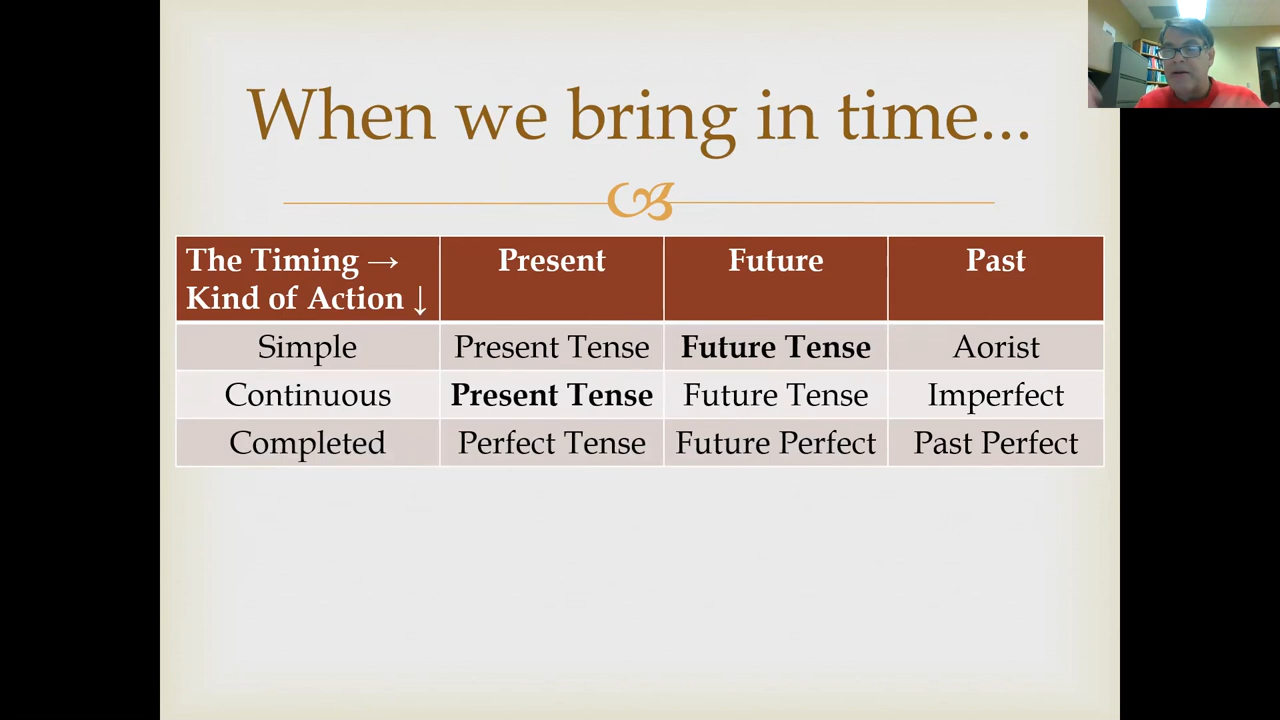 When we bring in time...
The Timing → Present Future Past
Kind of Action ↓
Simple Present Tense Future Tense Aorist
Continuous Present Tense Future Tense Imperfect
Completed Perfect Tense Future Perfect Past Perfect